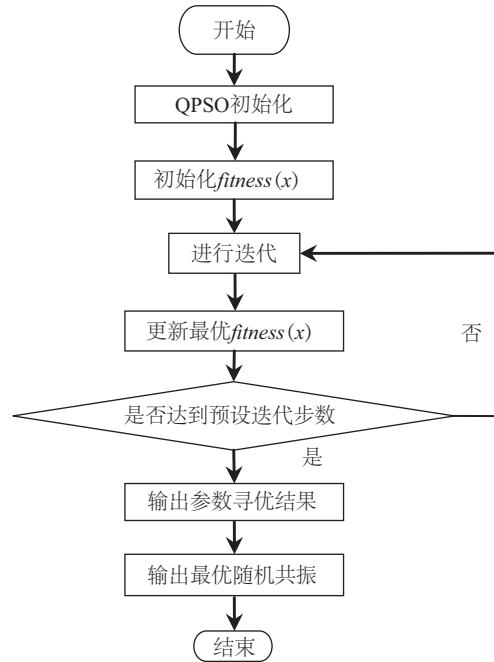 开始
QPSO初始化
初始化fitness(x)
进行迭代
更新最优fitness(x)
否
是否达到预设迭代步数
是
输出参数寻优结果
输出最优随机共振
结束